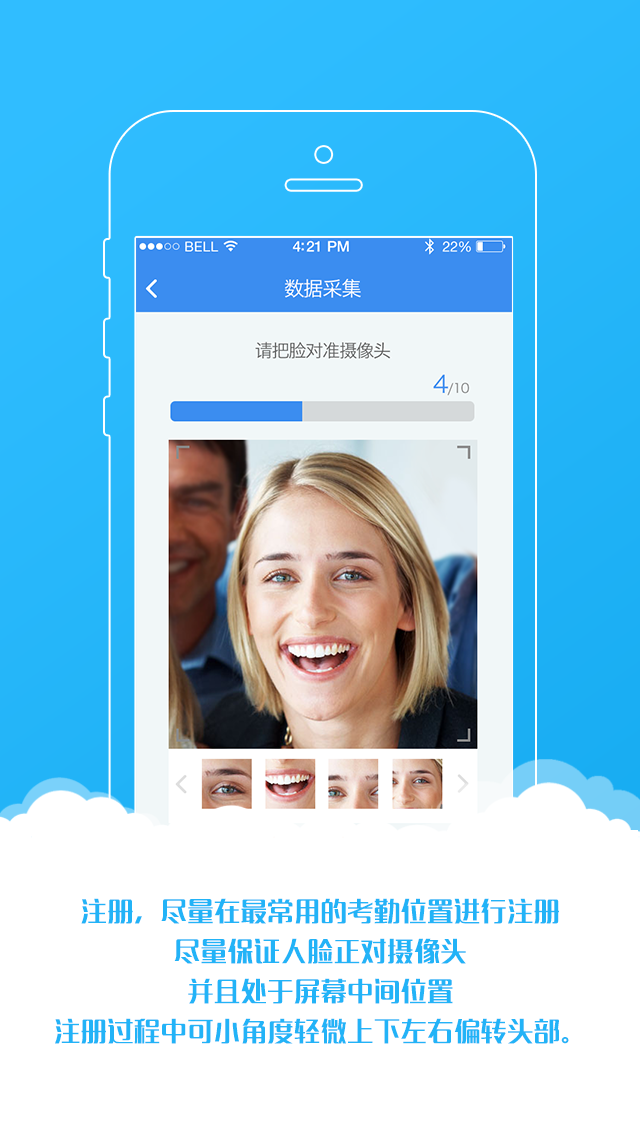 BELL 4:21 PM 22%
数据采集
请把脸对准摄像头
4/10
注册，尽量在最常用的考勤位置进行注册
尽量保证人脸正对摄像头
并且处于屏幕中间位置
注册过程中可小角度轻微上下左右偏转头部。